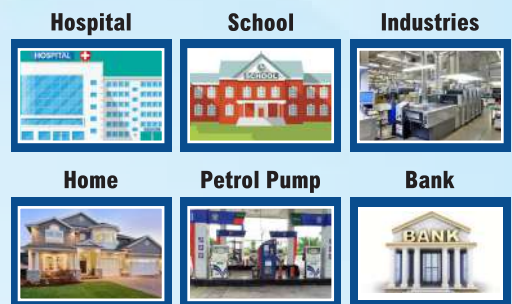 Hospital School Industries
HOSPITAL
SCHOOL
Home Petrol Pump Bank
BANK